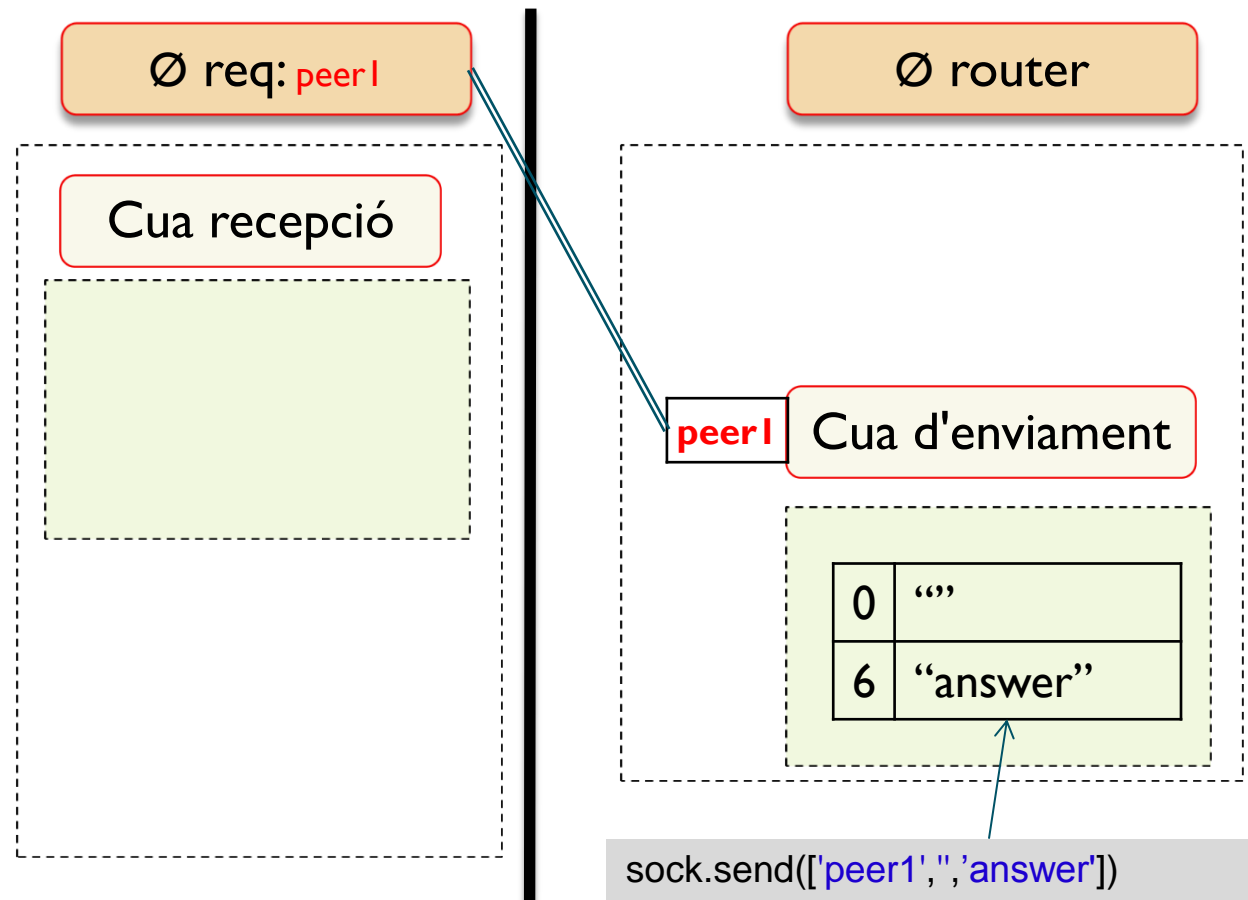 Ø req: peer1
Ø router
Cua recepció
peer1
Cua d'enviament
0 “”
6 “answer”
sock.send(['peer1','',’answer'])